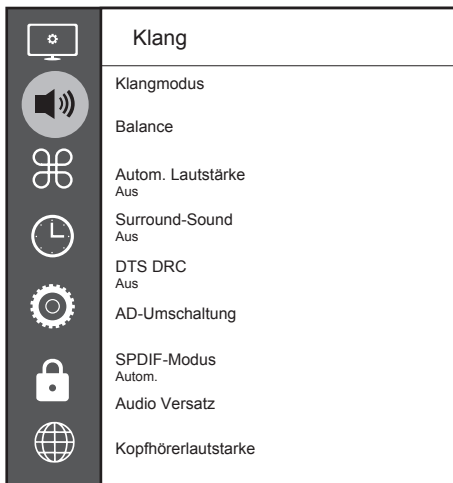 Klang
Klangmodus
Balance
Autom. Lautstärke
Aus
Surround-Sound
Aus
DTS DRC
Aus
AD-Umschaltung
SPDIF-Modus
Autom.
Audio Versatz
Kopfhörerlautstarke